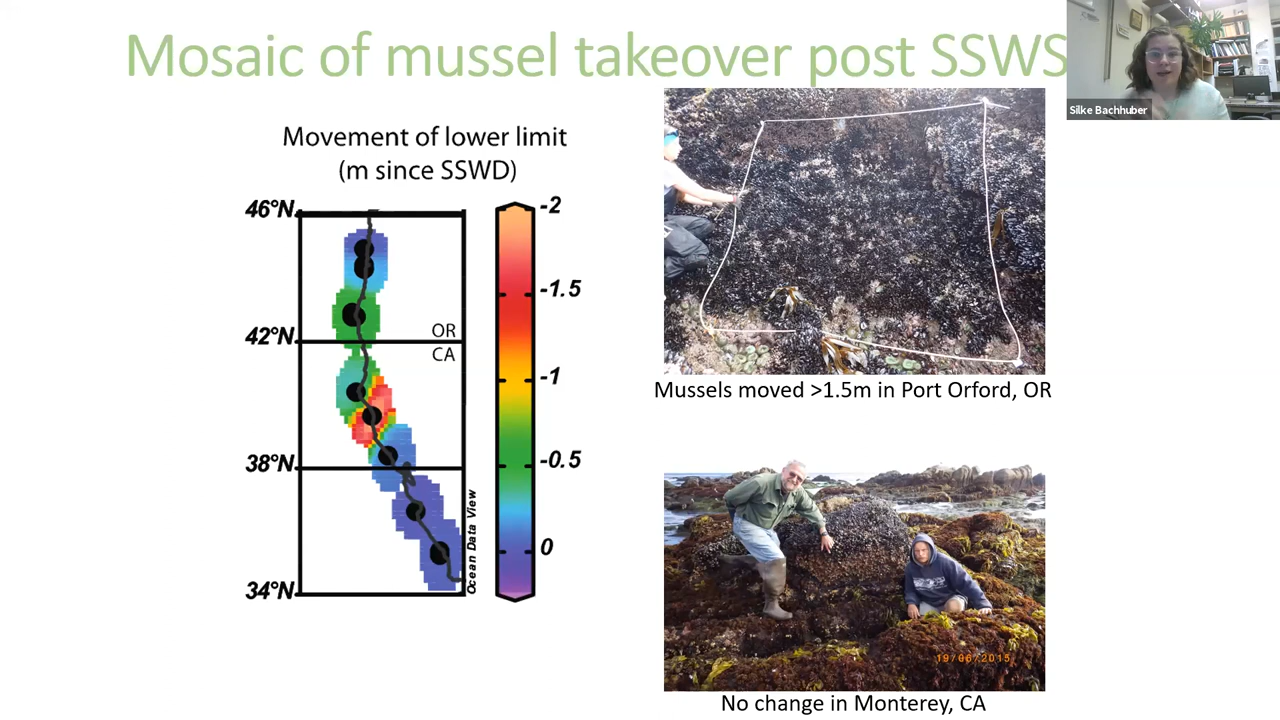 Mosaic of mussel takeover post SSWS
Silke Bachhuber
Movement of lower limit
(m since SSWD)
46°N
42°N
38°N
34°N
OR
CA
Ocean Data View
-2
-1.5
-1
-0.5
0
Mussels moved >1.5m in Port Orford, OR
19/06/2015
No change in Monterey, CA